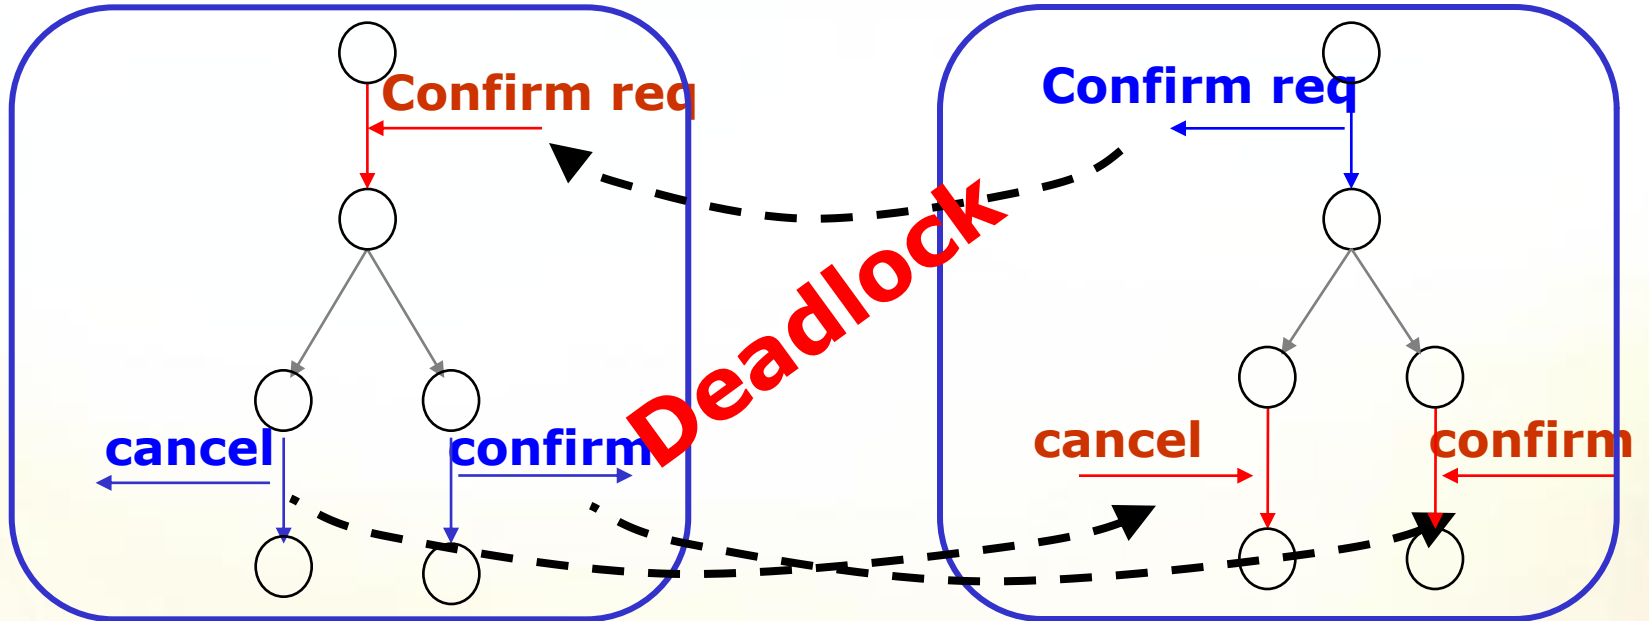 Confirm req
Confirm req
Deadlock
cancel
confirm
cancel
confirm